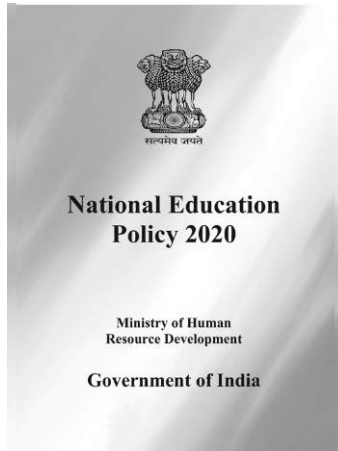 सत्यमेव जयते
National Education
Policy 2020
Ministry of Human
Resource Development
Government of India